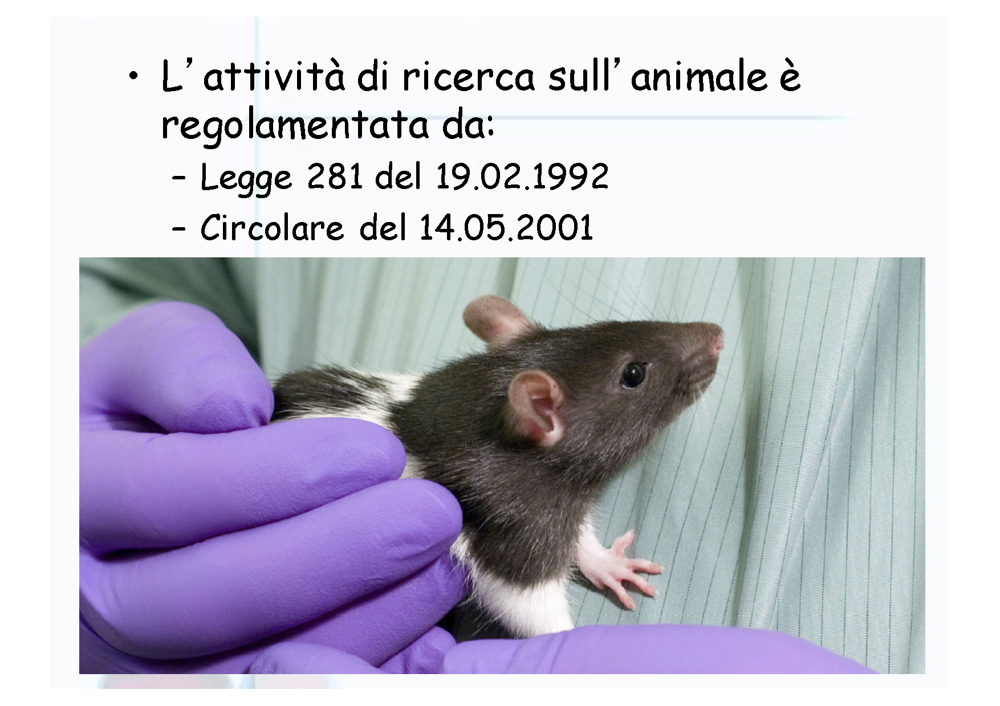 • L’attività di ricerca sull’animale è
regolamentata da:
– Legge 281 del 19.02.1992
– Circolare del 14.05.2001